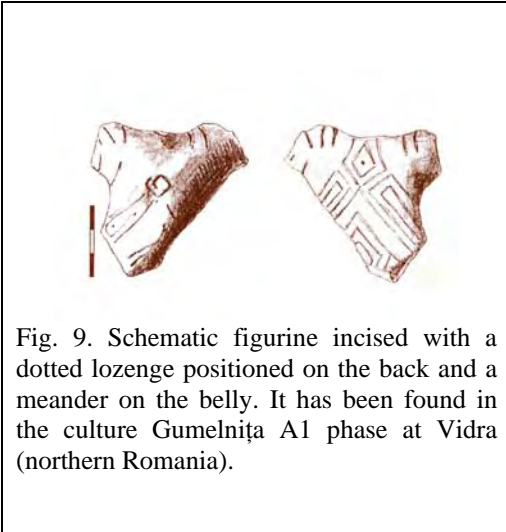 Fig. 9. Schematic figurine incised with a
dotted lozenge positioned on the back and a
meander on the belly. It has been found in
the culture Gumelnița A1 phase at Vidra
(northern Romania).